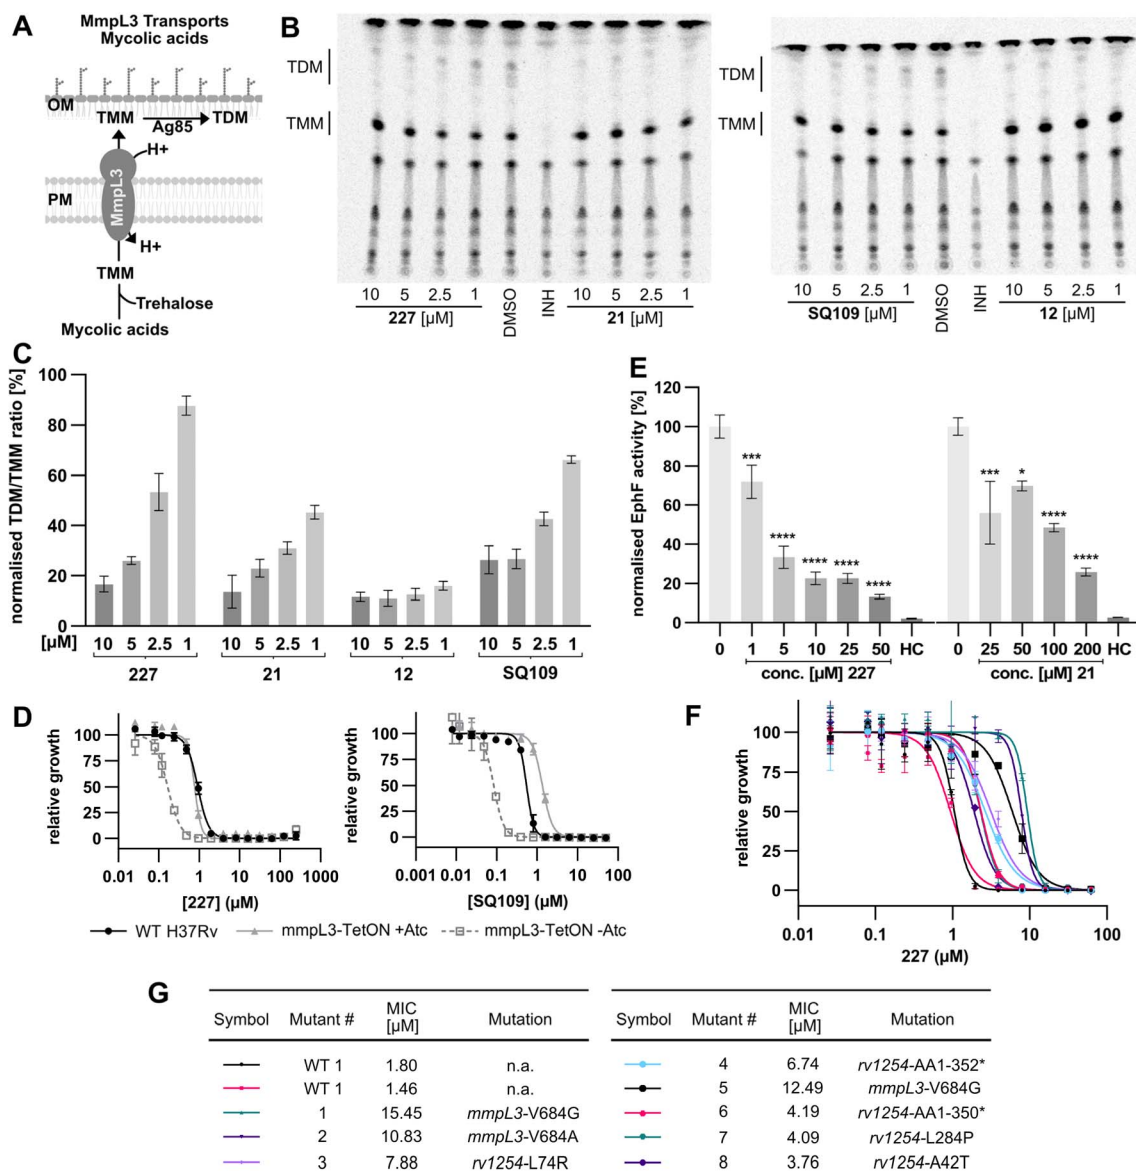 A
MmpL3 Transports
Mycolic acids
OM
TMM
TDM
Ag85
H+
PM
MmpL3
H+
TMM
Trehalose
Mycolic acids
B
TDM
TMM
10 5 2.5 1 DMSO INH 10 5 2.5 1
227 [µM] 21 [µM]
TDM
TMM
10 5 2.5 1 DMSO INH 10 5 2.5 1
SQ109 [µM] 12 [µM]
C
normalised TDM/TMM ratio [%]
100
80
60
40
20
0
[µM] 10 5 2.5 1 10 5 2.5 1 10 5 2.5 1 10 5 2.5 1
227 21 12 SQ109
E
normalised EphF activity [%]
120
100
80
60
40
20
0
*** **** **** **** ****
*** * **** ****
0 1 5 10 25 50 HC 0 25 50 100 200 HC
conc. [µM] 227 conc. [µM] 21
D
relative growth
100
75
50
25
0
0.01 0.1 1 10 100 1000
[227] (µM)
relative growth
100
75
50
25
0
0.001 0.01 0.1 1 10 100
[SQ109] (µM)
WT H37Rv mmpL3-TetON +Atc mmpL3-TetON -Atc
F
relative growth
100
75
50
25
0
0.01 0.1 1 10 100
227 (µM)
G
Symbol Mutant # MIC [µM] Mutation
WT 1 1.80 n.a.
WT 1 1.46 n.a.
1 15.45 mmpL3-V684G
2 10.83 mmpL3-V684A
3 7.88 rv1254-L74R
Symbol Mutant # MIC [µM] Mutation
4 6.74 rv1254-AA1-352*
5 12.49 mmpL3-V684G
6 4.19 rv1254-AA1-350*
7 4.09 rv1254-L284P
8 3.76 rv1254-A42T